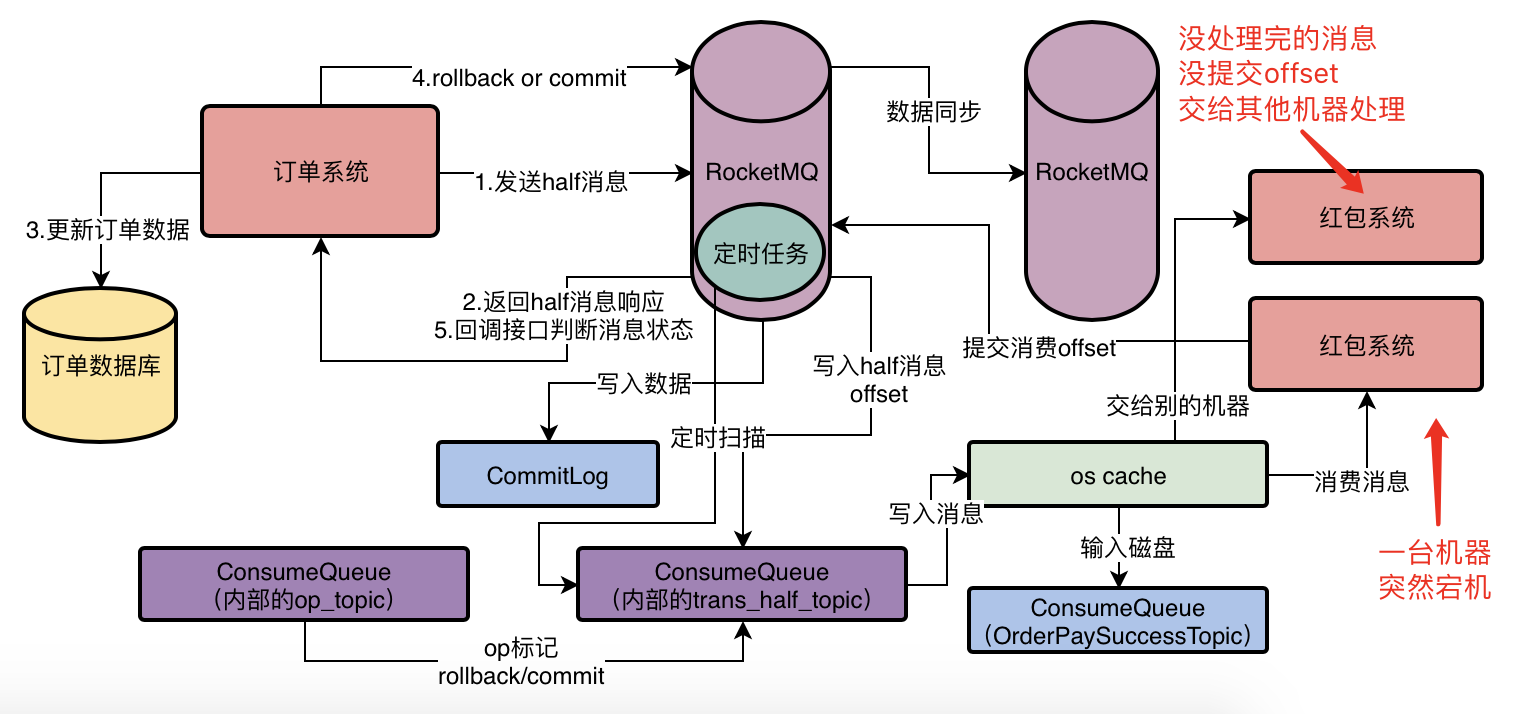 4.rollback or commit
没处理完的消息
没提交offset
交给其他机器处理
数据同步
订单系统
1.发送half消息
RocketMQ
RocketMQ
红包系统
3.更新订单数据
定时任务
2.返回half消息响应
5.回调接口判断消息状态
订单数据库
提交消费offset
红包系统
写入half消息
offset
写入数据
交给别的机器
定时扫描
CommitLog
os cache
消费消息
写入消息
输入磁盘
一台机器
突然宕机
ConsumeQueue
（内部的op_topic）
ConsumeQueue
（内部的trans_half_topic）
ConsumeQueue
（OrderPaySuccessTopic）
op标记
rollback/commit